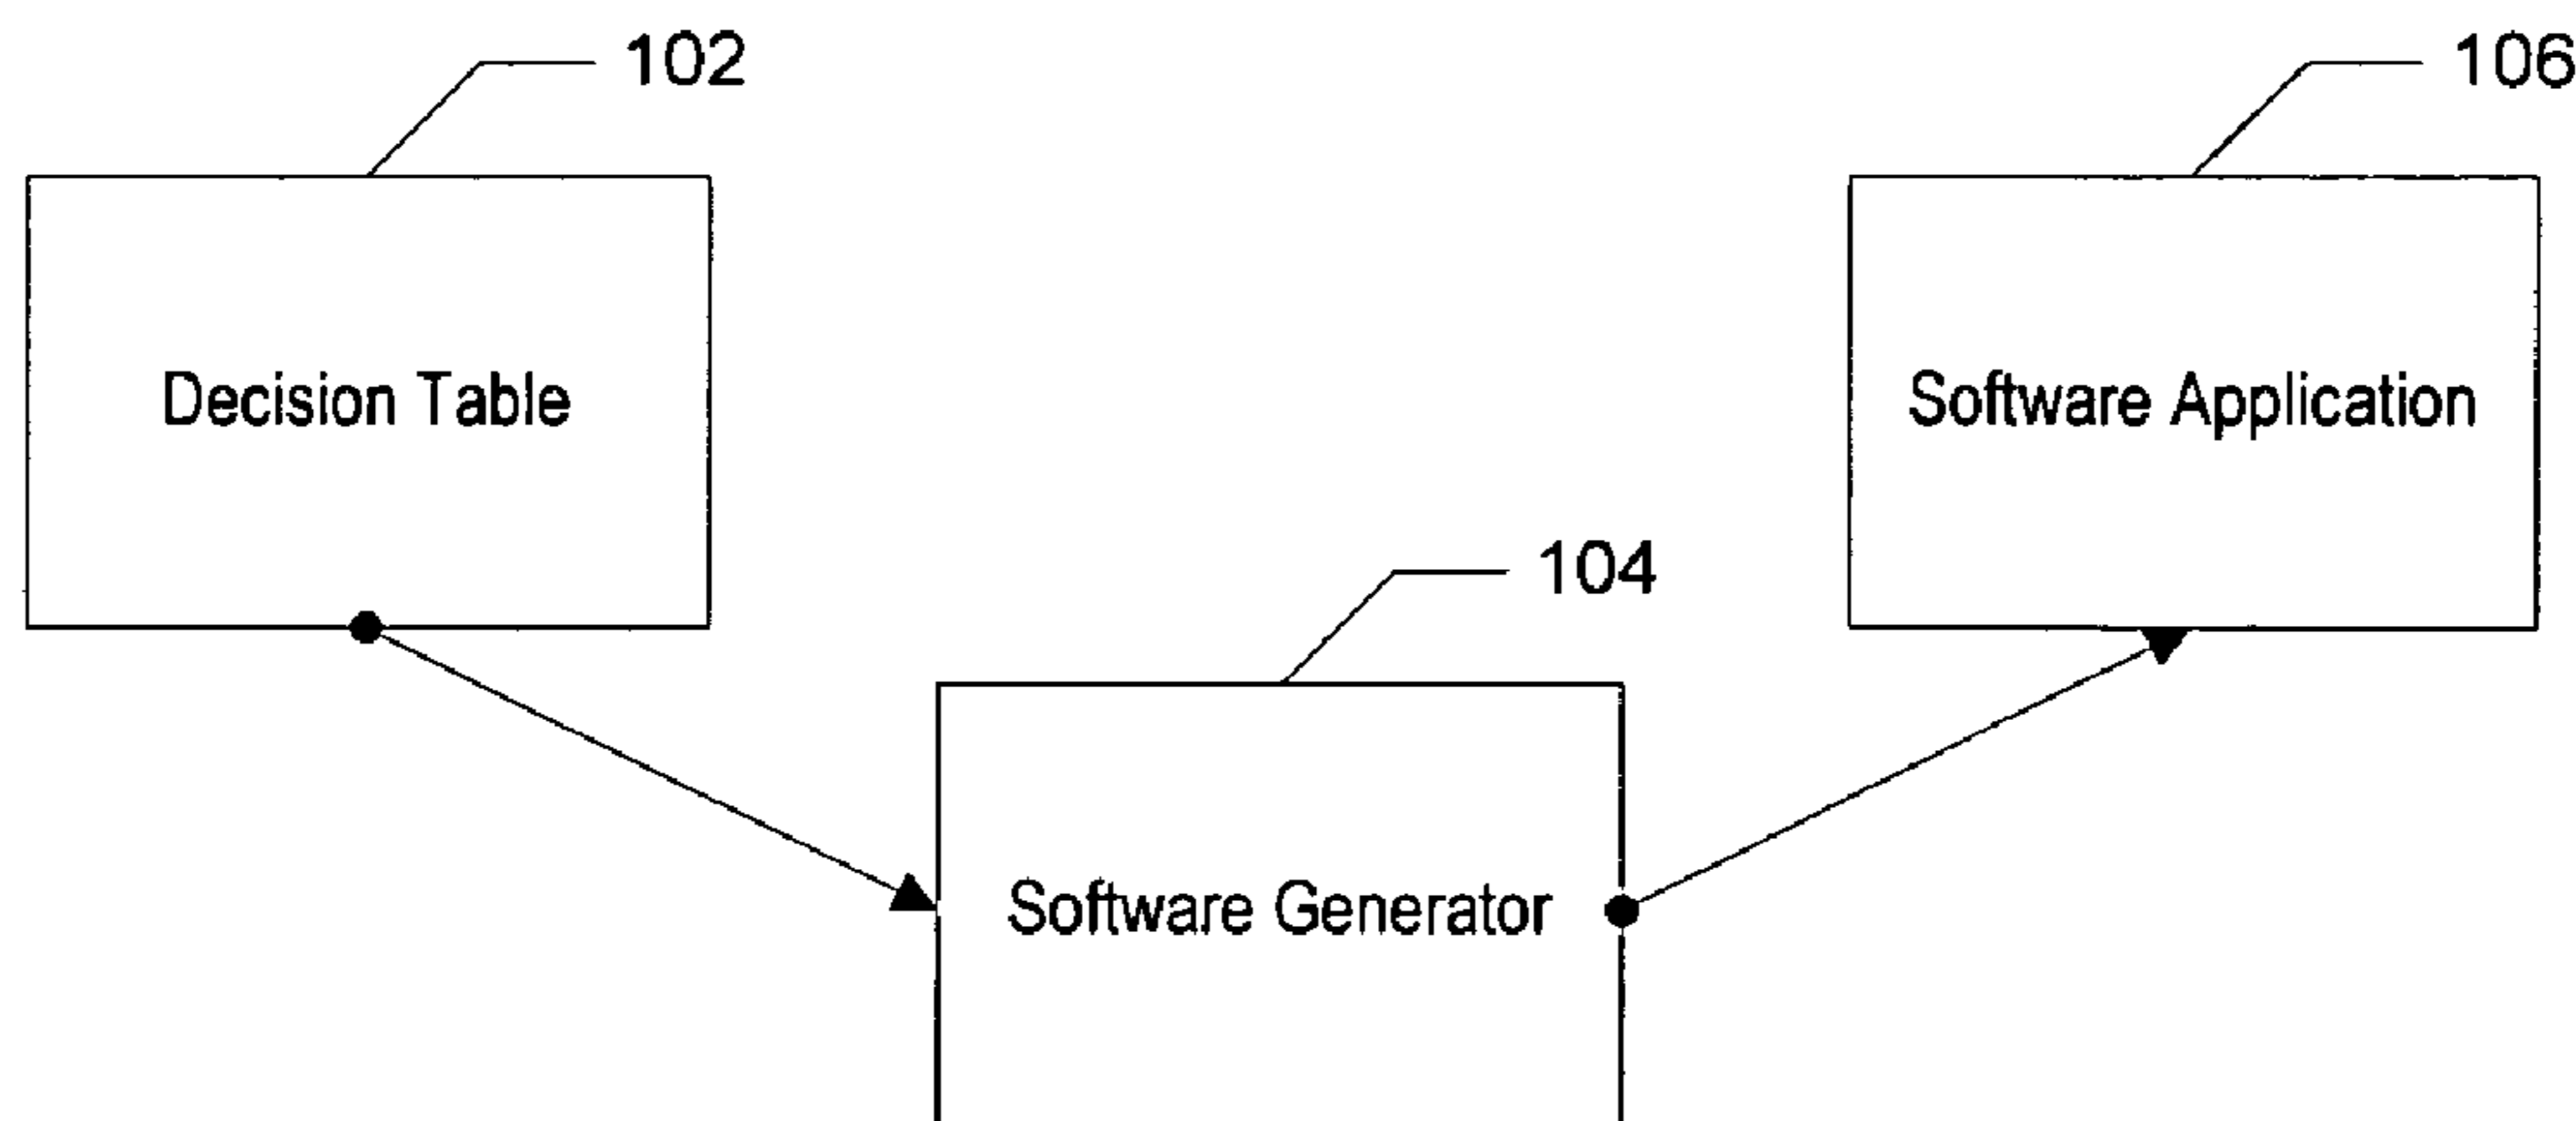 102
106
Decision Table
Software Application
104
Software Generator